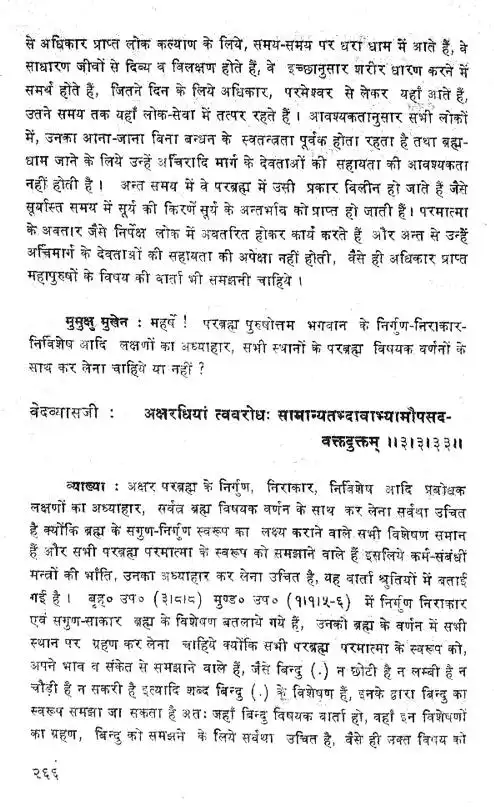 से अधिकार प्राप्त लोक कल्याण के लिये, समय-समय पर धरा धाम में आते हैं, वे
साधारण जीवों से दिव्य व विलक्षण होते हैं, वे इच्छानुसार शरीर धारण करते में
समर्थ होते हैं, जितने दिन के लिये अधिकार, परमेश्वर से लेकर यहाँ आते हैं,
उतने समय तक यहाँ लोक-सेवा में तत्पर रहते हैं । आवश्यकतानुसार सभी लोकों
में, उनका आना-जाना बिना बन्धन के स्वतन्त्रता पूर्वक होता रहता है तथा ब्रह्म-
धाम जाने के लिये उन्हें अर्चिरादि मार्ग के देवताओं की सहायता की आवश्यकता
नहीं होती है । अन्त समय में वे परब्रह्म में उसी प्रकार विलीन हो जाते हैं जैसे
सूर्यास्त समय में सूर्य की किरणें सूर्य के अन्तर्भाव को प्राप्त हो जाती हैं । परमात्मा
के अवतार जैसे निर्पेक्ष लोक में अवतरित होकर कार्य करते हैं और अन्त से उन्हें
अर्चिमार्ग के देवताओं की सहायता की अपेक्षा नहीं होती, वैसे ही अधिकार प्राप्त
महापुरुषों के विषय की वार्ता भी समझनी चाहिये ।
मुमुक्षु मुखेन : महर्षे ! परब्रह्म पुरुषोत्तम भगवान के निर्गुण-निराकार-
निर्विशेष आदि लक्षणों का अध्याहार, सभी स्थानों के परब्रह्म विषयक वर्णनों के
साथ कर लेना चाहिये या नहीं ?
वेदव्यासजी : अक्षरधियां त्ववरोधः सामान्यतभ्दावाभ्यामौपसद-
वक्तदुक्तम् ॥३।३।३३॥
व्याख्या : अक्षर परब्रह्म के निर्गुण, निराकार, निर्विशेष आदि प्रबोधक
लक्षणों का अध्याहार, सर्वत्र ब्रह्म विषयक वर्णन के साथ कर लेना सर्वथा उचित
है क्योंकि ब्रह्म के सगुण-निर्गुण स्वरूप का लक्ष्य कराने वाले सभी विशेषण समान
हैं और सभी परब्रह्म परमात्मा के स्वरूप को समझाने वाले हैं इसलिये कर्म-संबंधी
मन्त्रों की भाँति, उनका अध्याहार कर लेना उचित है, यह वार्ता श्रुतियों में बताई
गई है । बृह० उप० (३।८।८) मुण्ड० उप० (१।१।५-६) में निर्गुण निराकार
एवं सगुण-साकार ब्रह्म के विशेषण बतलाये गये हैं, उनको ब्रह्म के वर्णन में सभी
स्थान पर ग्रहण कर लेना चाहिये क्योंकि सभी परब्रह्म परमात्मा के स्वरूप को,
अपने भाव व संकेत से समझाने वाले हैं, जैसे बिन्दु (.) न छोटी है न लम्बी है न
चौड़ी है न सकरी है इत्यादि शब्द बिन्दु (.) के विशेषण हैं, इनके द्वारा बिन्दु का
स्वरूप समझा जा सकता है अतः जहाँ बिन्दु विषयक बार्ता हो, वहाँ इन विशेषणों
का ग्रहण, बिन्दु को समझने के लिये सर्वथा उचित है, वैसे ही उक्त विषय को
२६६